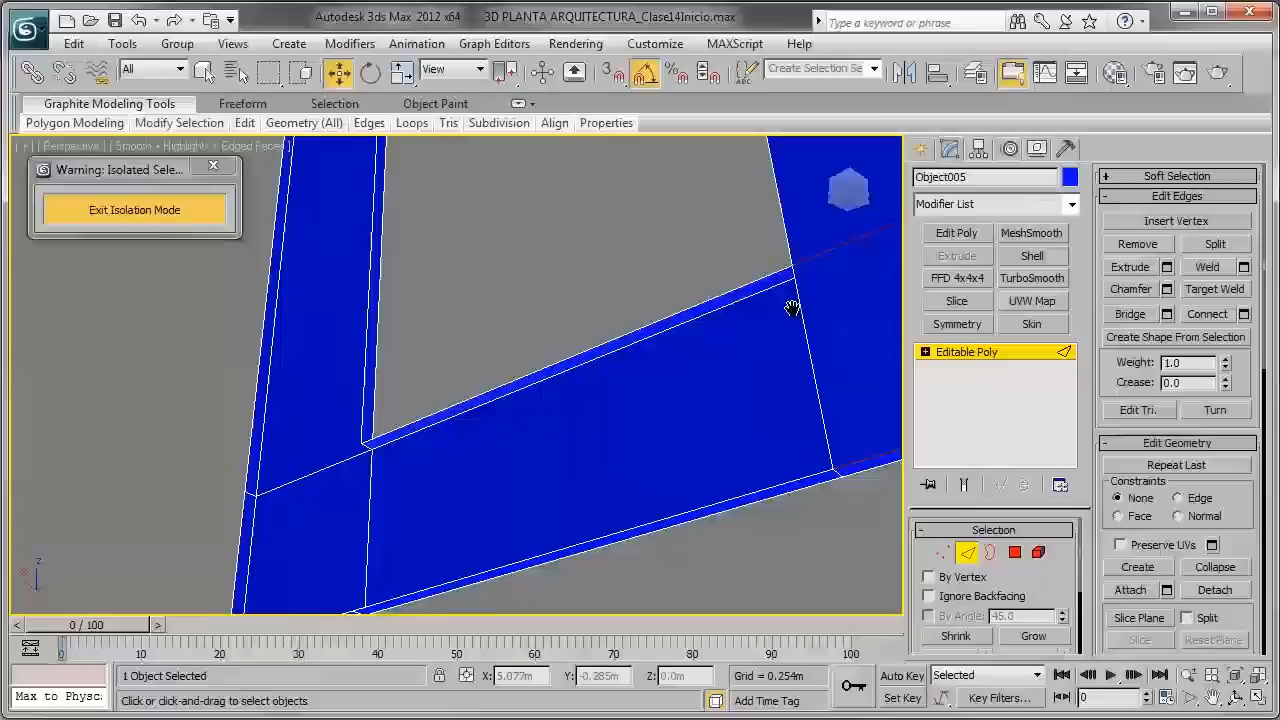 Autodesk 3ds Max 2012 x64 3D PLANTA ARQUITECTURA_Clase14Inicio.max
Type a keyword or phrase
Edit Tools Group Views Create Modifiers Animation Graph Editors Rendering Customize MAXScript Help
All View 3 Create Selection Se
Graphite Modeling Tools Freeform Selection Object Paint
Polygon Modeling Modify Selection Edit Geometry (All) Edges Loops Tris Subdivision Align Properties
[ + ] [ Perspective ] [ Smooth + Highlights + Edged Faces ]
Warning: Isolated Sele...
Exit Isolation Mode
Object005
Modifier List
Edit Poly MeshSmooth
Extrude Shell
FFD 4x4x4 TurboSmooth
Slice UVW Map
Symmetry Skin
Editable Poly
Selection
By Vertex
Ignore Backfacing
By Angle: 45.0
Shrink Grow
Soft Selection
Edit Edges
Insert Vertex
Remove Split
Extrude Weld
Chamfer Target Weld
Bridge Connect
Create Shape From Selection
Weight: 1.0
Crease: 0.0
Edit Tri. Turn
Edit Geometry
Repeat Last
Constraints
None Edge
Face Normal
Preserve UVs
Create Collapse
Attach Detach
Slice Plane Split
Slice Reset Plane
0 / 100
0 10 20 30 40 50 60 70 80 90 100
1 Object Selected X: 5.077m Y: -0.285m Z: 0.0m Grid = 0.254m Auto Key Selected
Max to Physc Click or click-and-drag to select objects Add Time Tag Set Key Key Filters... 0